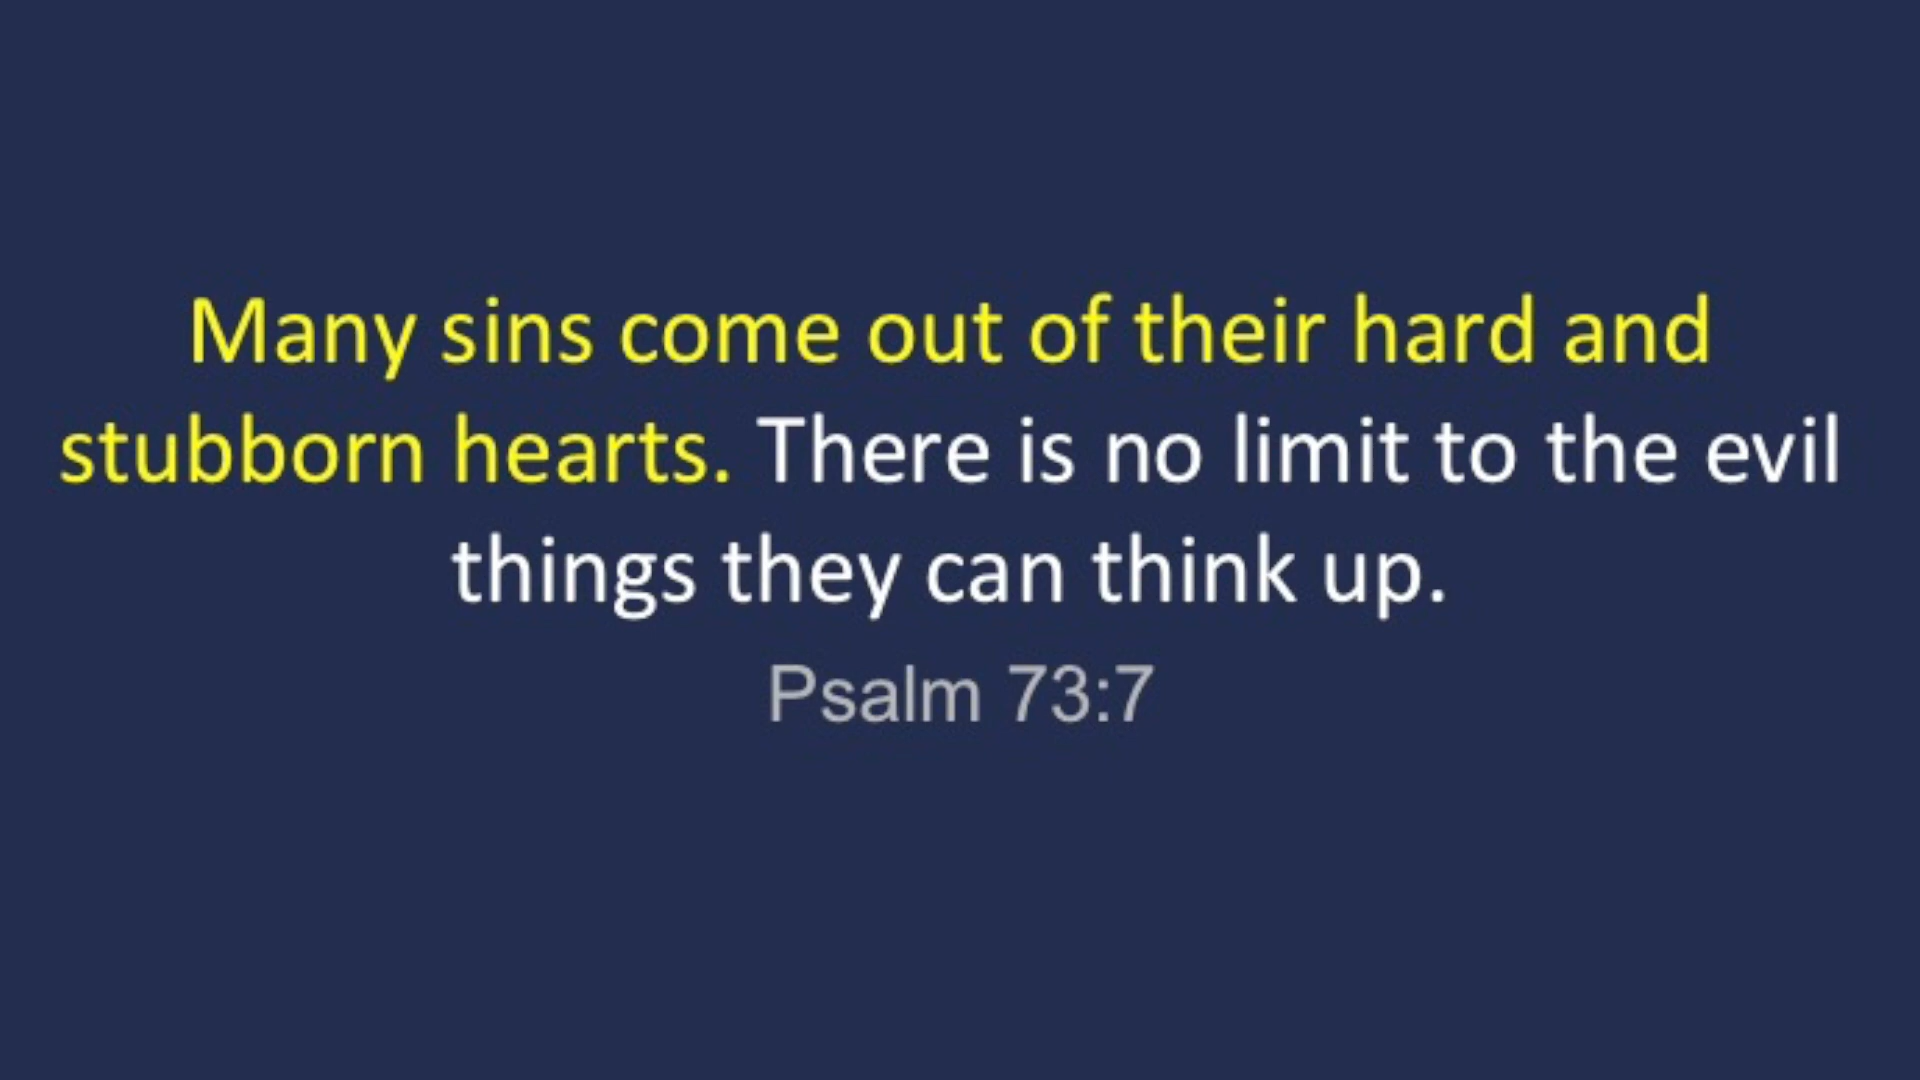 Many sins come out of their hard and
stubborn hearts. There is no limit to the evil
things they can think up.
Psalm 73:7